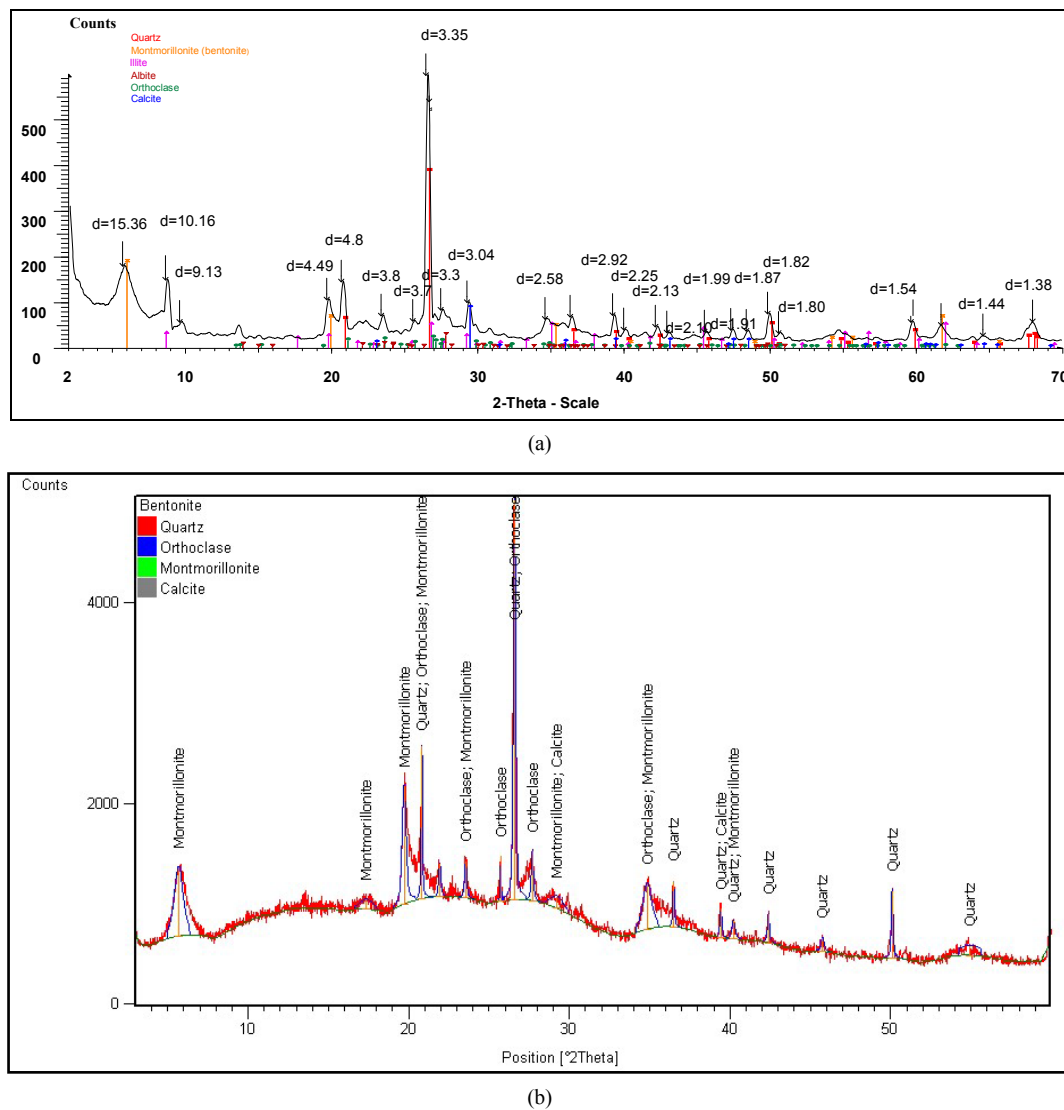 Counts
Quartz
Montmorillonite (bentonite)
Illite
Albite
Orthoclase
Calcite
d=3.35
d=15.36
d=10.16
d=9.13
d=4.49
d=4.8
d=3.8
d=3.7
d=3.3
d=3.04
d=2.58
d=2.92
d=2.25
d=2.13
d=2.10
d=1.99
d=1.91
d=1.87
d=1.82
d=1.80
d=1.54
d=1.44
d=1.38
500
400
300
200
100
0
2 10 20 30 40 50 60 70
2-Theta - Scale
(a)
Counts
Bentonite
Quartz
Orthoclase
Montmorillonite
Calcite
4000
2000
0
Montmorillonite
Montmorillonite
Montmorillonite
Quartz; Orthoclase; Montmorillonite
Orthoclase; Montmorillonite
Orthoclase
Quartz; Orthoclase
Orthoclase
Montmorillonite; Calcite
Orthoclase; Montmorillonite
Quartz
Quartz; Calcite
Quartz; Montmorillonite
Quartz
Quartz
Quartz
Quartz
10 20 30 40 50
Position [°2Theta]
(b)